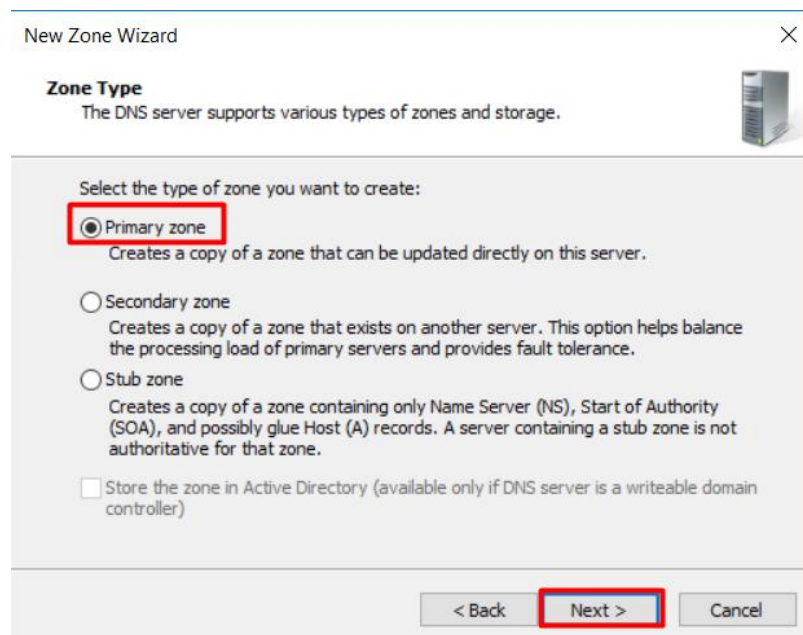 New Zone Wizard
Zone Type
The DNS server supports various types of zones and storage.
Select the type of zone you want to create:
Primary zone
Creates a copy of a zone that can be updated directly on this server.
Secondary zone
Creates a copy of a zone that exists on another server. This option helps balance
the processing load of primary servers and provides fault tolerance.
Stub zone
Creates a copy of a zone containing only Name Server (NS), Start of Authority
(SOA), and possibly glue Host (A) records. A server containing a stub zone is not
authoritative for that zone.
Store the zone in Active Directory (available only if DNS server is a writeable domain
controller)
< Back Next > Cancel